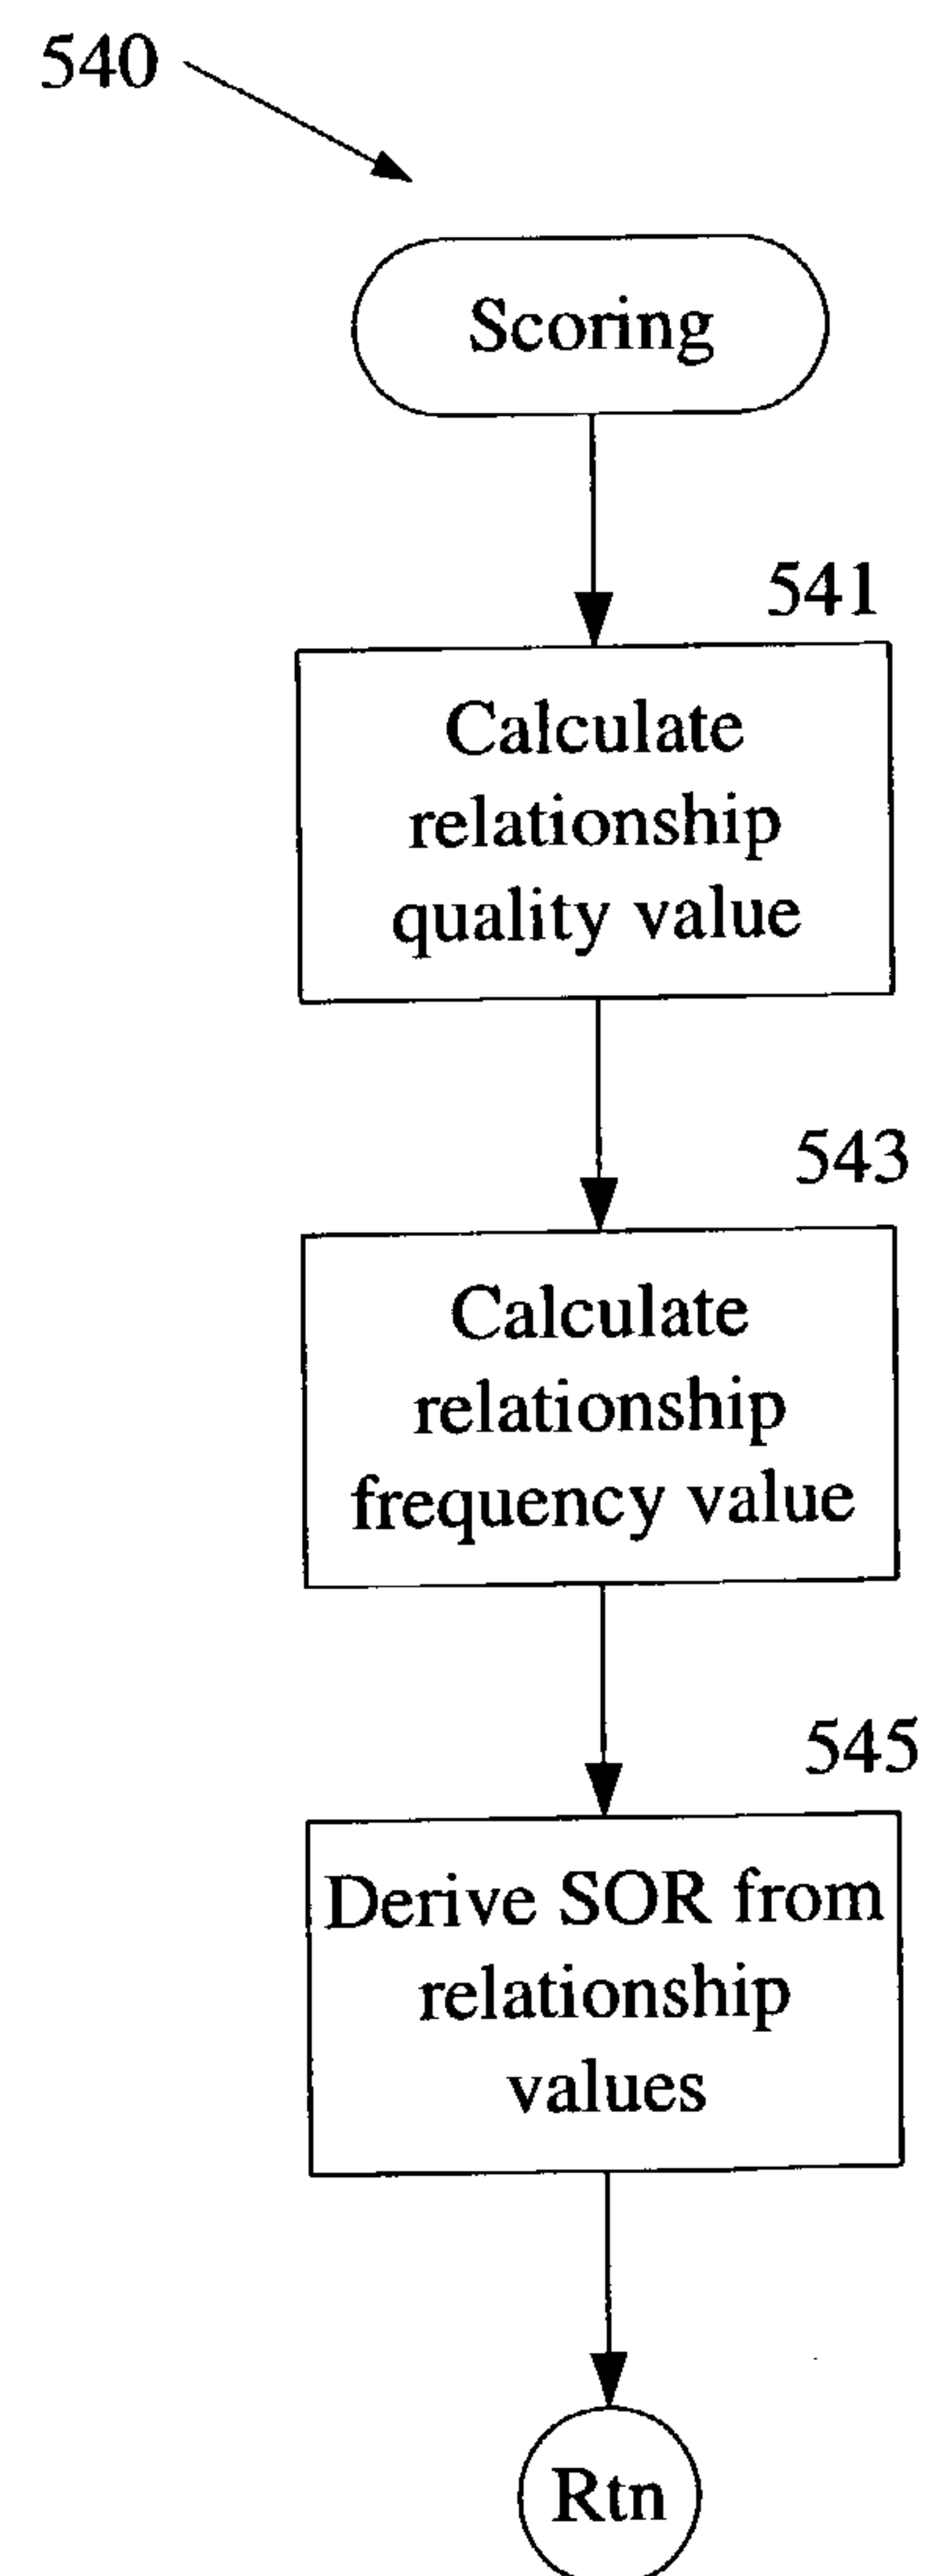 540
Scoring
541
Calculate
relationship
quality value
543
Calculate
relationship
frequency value
545
Derive SOR from
relationship
values
Rtn